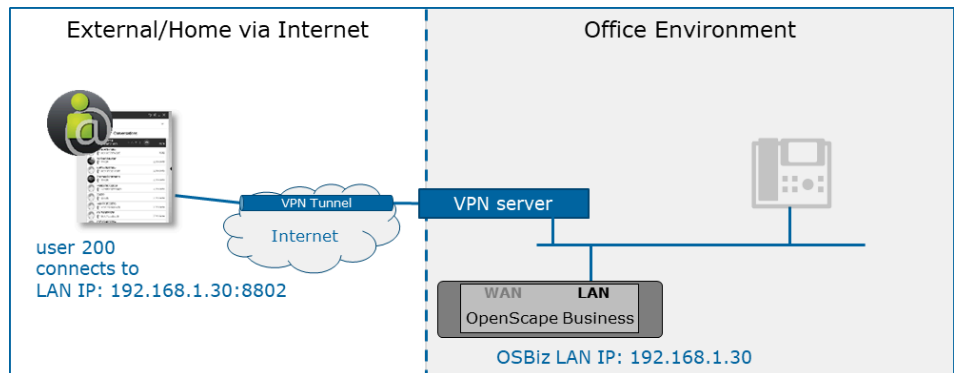 External/Home via Internet
Office Environment
@
VPN Tunnel
VPN server
Internet
user 200
connects to
LAN IP: 192.168.1.30:8802
WAN LAN
OpenScape Business
OSBiz LAN IP: 192.168.1.30